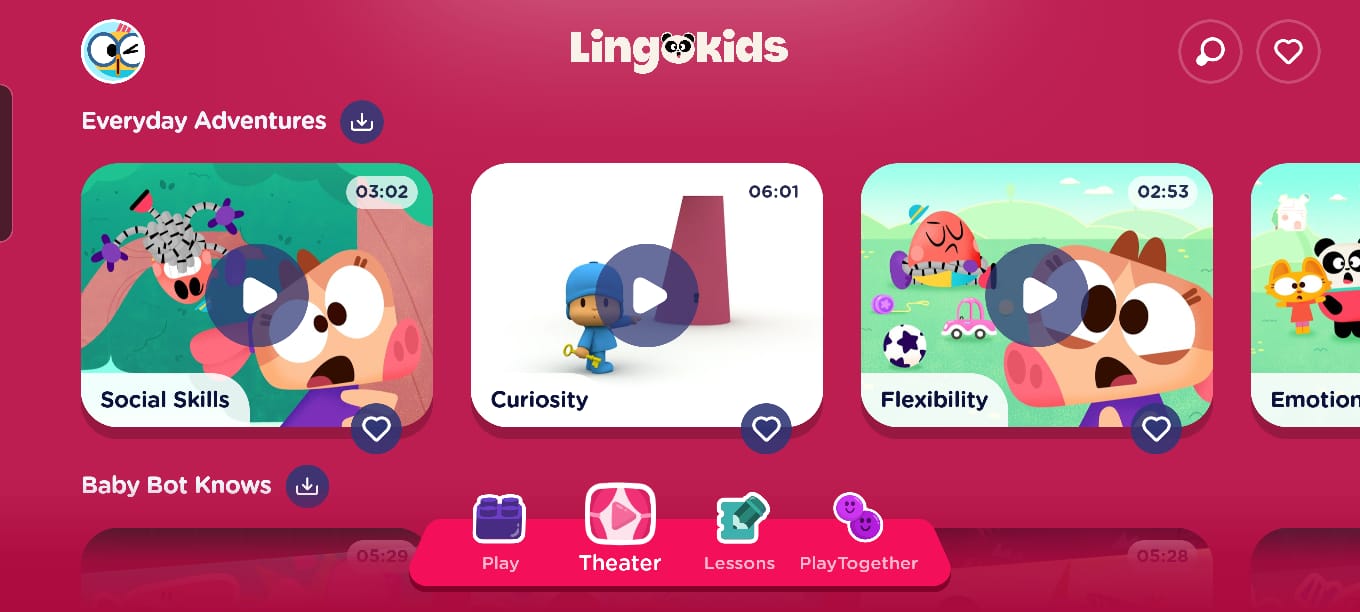 Lingokids
Everyday Adventures
03:02
06:01
02:53
Social Skills
Curiosity
Flexibility
Emotion
Baby Bot Knows
05:29
05:28
Play
Theater
Lessons
PlayTogether